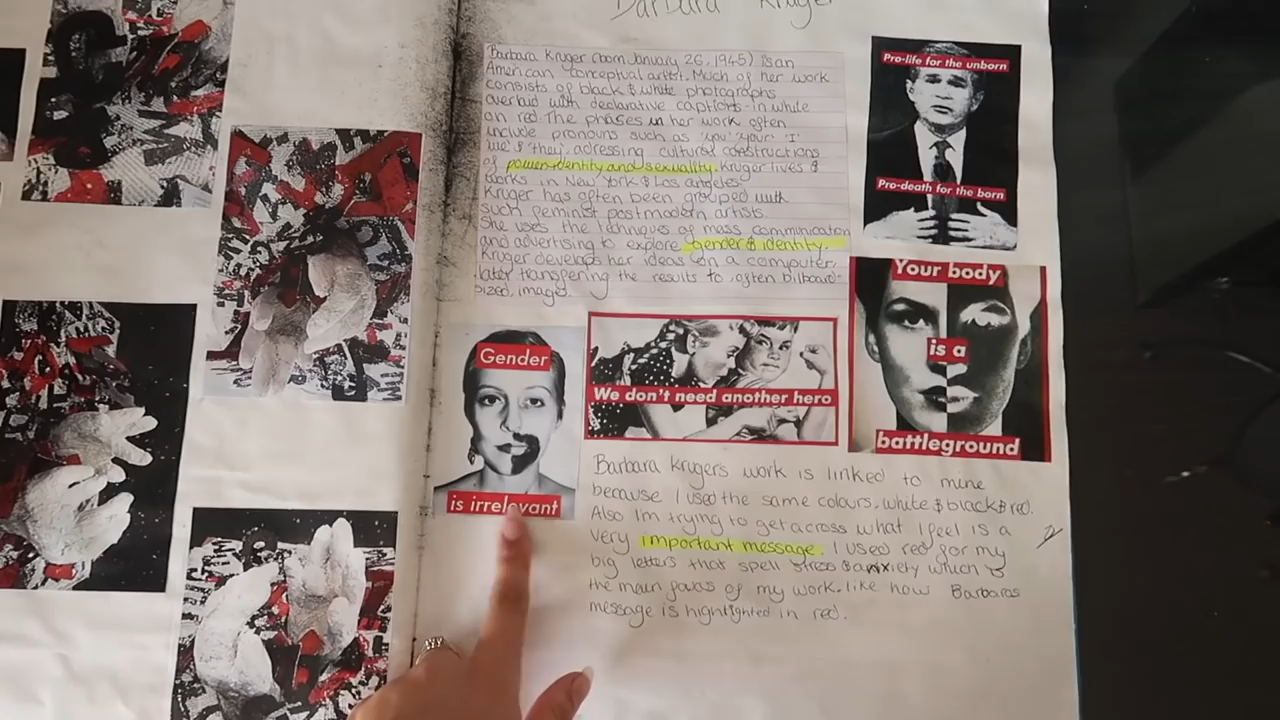 Barbara Kruger
Barbara Kruger (born January 26, 1945) is an
American conceptual artist. Much of her work
consists of black & white photographs
overlaid with declarative captions - in white
on red. The phases in her work often
include pronouns such as 'you' 'your' 'I'
'we' & 'they', adressing cultural constructions
of power identity and sexuality. Kruger lives &
works in New York & Los angeles.
Kruger has often been grouped with
such feminist postmodern artists.
She uses the techniques of mass communication
and advertising to explore gender & identity.
Kruger develops her ideas on a computer,
later transfering the results to, often bilboard-
sized, images.
Pro-life for the unborn
Pro-death for the born
Your body
is a
battleground
Gender
is irrelevant
We don't need another hero
Barbara kruger's work is linked to mine
because I used the same colours, white & black & red.
Also I'm trying to get across what I feel is a
very important message. I used red for my
big letters that spell stress & anxiety which is
the main focus of my work. like how Barbaras
message is hightlighted in red.